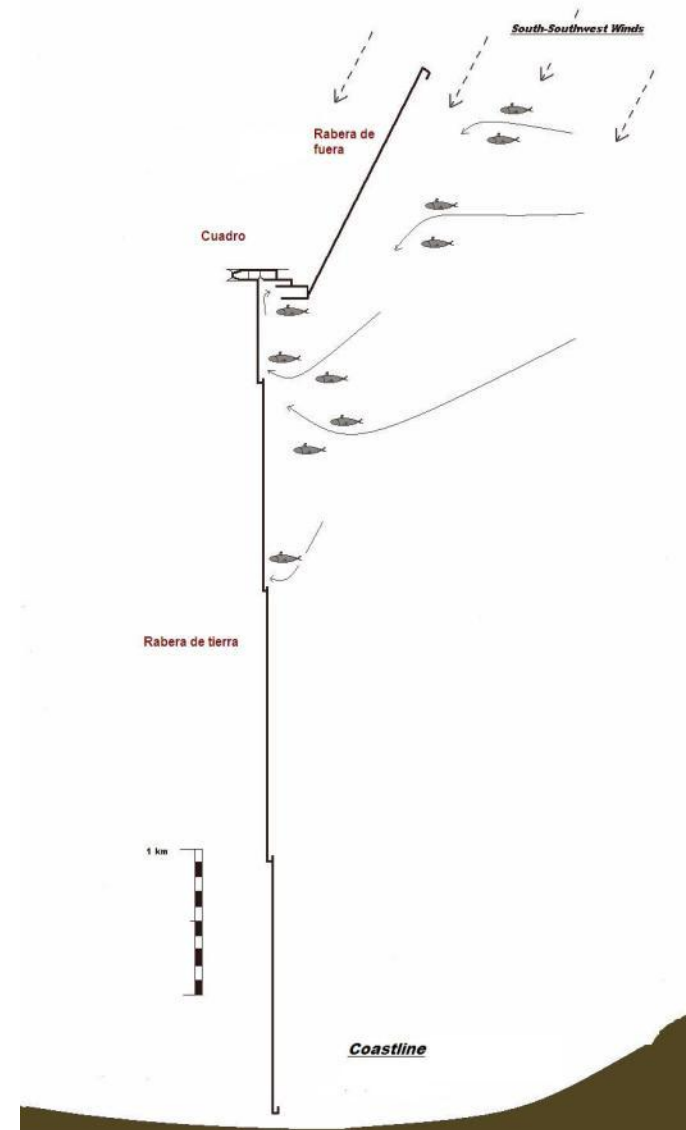 South-Southwest Winds
Rabera de
fuera
Cuadro
Rabera de tierra
1 km
Coastline